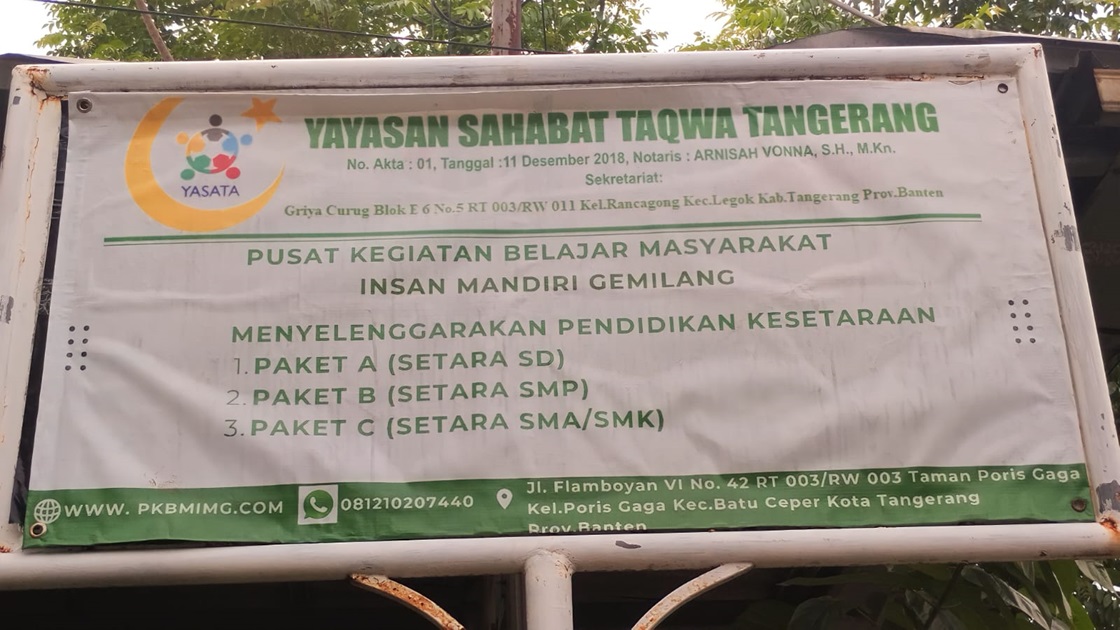 YASATA
YAYASAN SAHABAT TAQWA TANGERANG
No. Akta : 01, Tanggal :11 Desember 2018, Notaris : ARNISAH VONNA, S.H., M.Kn.
Sekretariat:
Griya Curug Blok E 6 No.5 RT 003/RW 011 Kel.Rancagong Kec.Legok Kab.Tangerang Prov.Banten
PUSAT KEGIATAN BELAJAR MASYARAKAT
INSAN MANDIRI GEMILANG
MENYELENGGARAKAN PENDIDIKAN KESETARAAN
1. PAKET A (SETARA SD)
2. PAKET B (SETARA SMP)
3. PAKET C (SETARA SMA/SMK)
WWW. PKBMIMG.COM
081210207440
Jl. Flamboyan VI No. 42 RT 003/RW 003 Taman Poris Gaga
Kel.Poris Gaga Kec.Batu Ceper Kota Tangerang
Prov.Banten